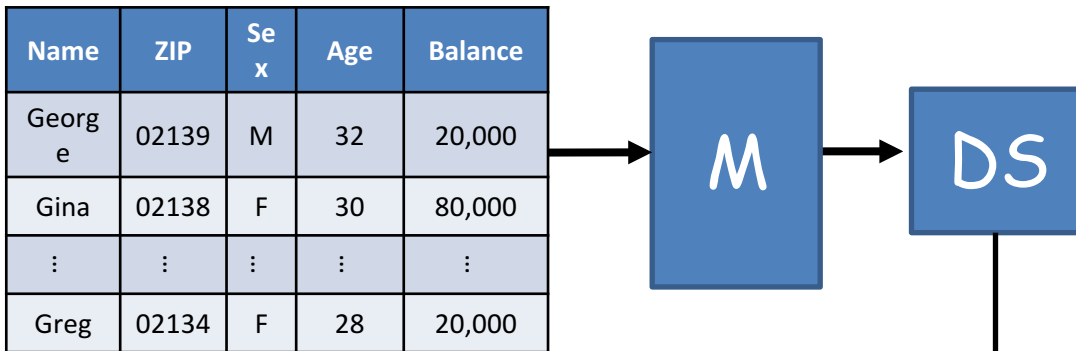 Name ZIP Se
x Age Balance
Georg
e 02139 M 32 20,000
Gina 02138 F 30 80,000
⋮ ⋮ ⋮ ⋮ ⋮
Greg 02134 F 28 20,000
M
DS